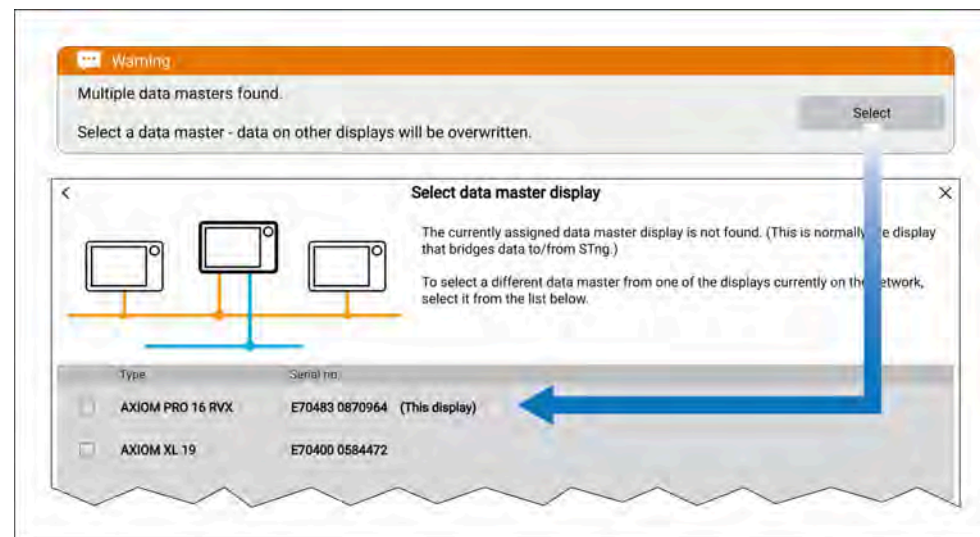 Warning
Multiple data masters found.
Select a data master - data on other displays will be overwritten.
Select
Select data master display
The currently assigned data master display is not found. (This is normally display
that bridges data to/from STng.)
To select a different data master from one of the displays currently on the network,
select it from the list below.
Type Serial no.
AXIOM PRO 16 RVX E70483 0870964 (This display)
AXIOM XL 19 E70400 0584472